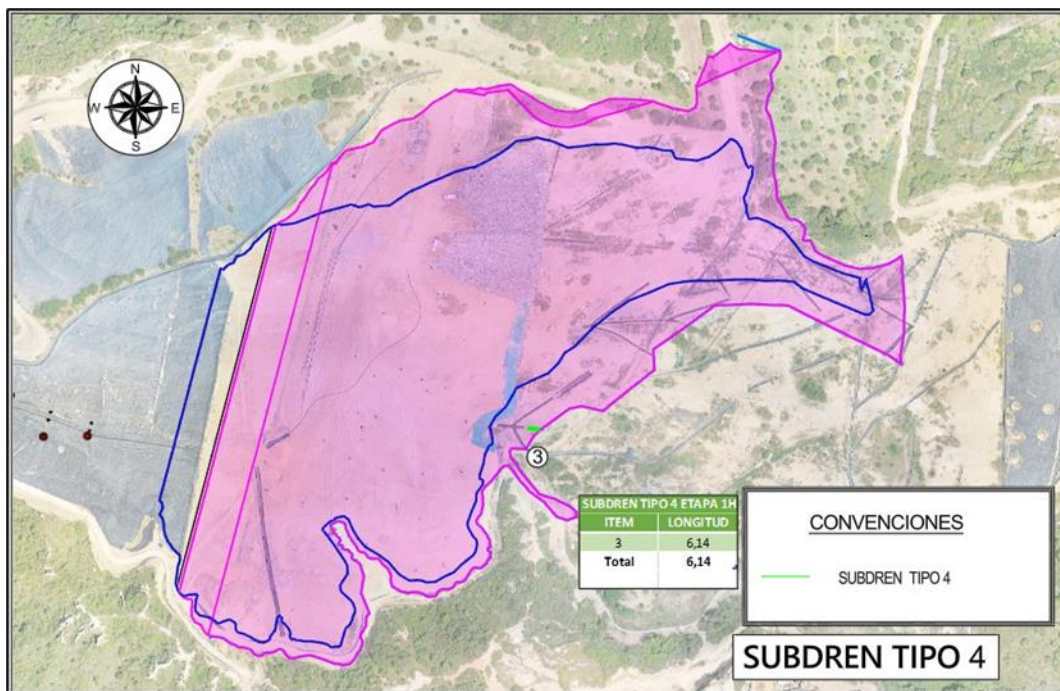 N
W E
S
3
SUBDREN TIPO 4 ETAPA 1H
ITEM LONGITUD
3 6,14
Total 6,14
CONVENCIONES
SUBDREN TIPO 4
SUBDREN TIPO 4